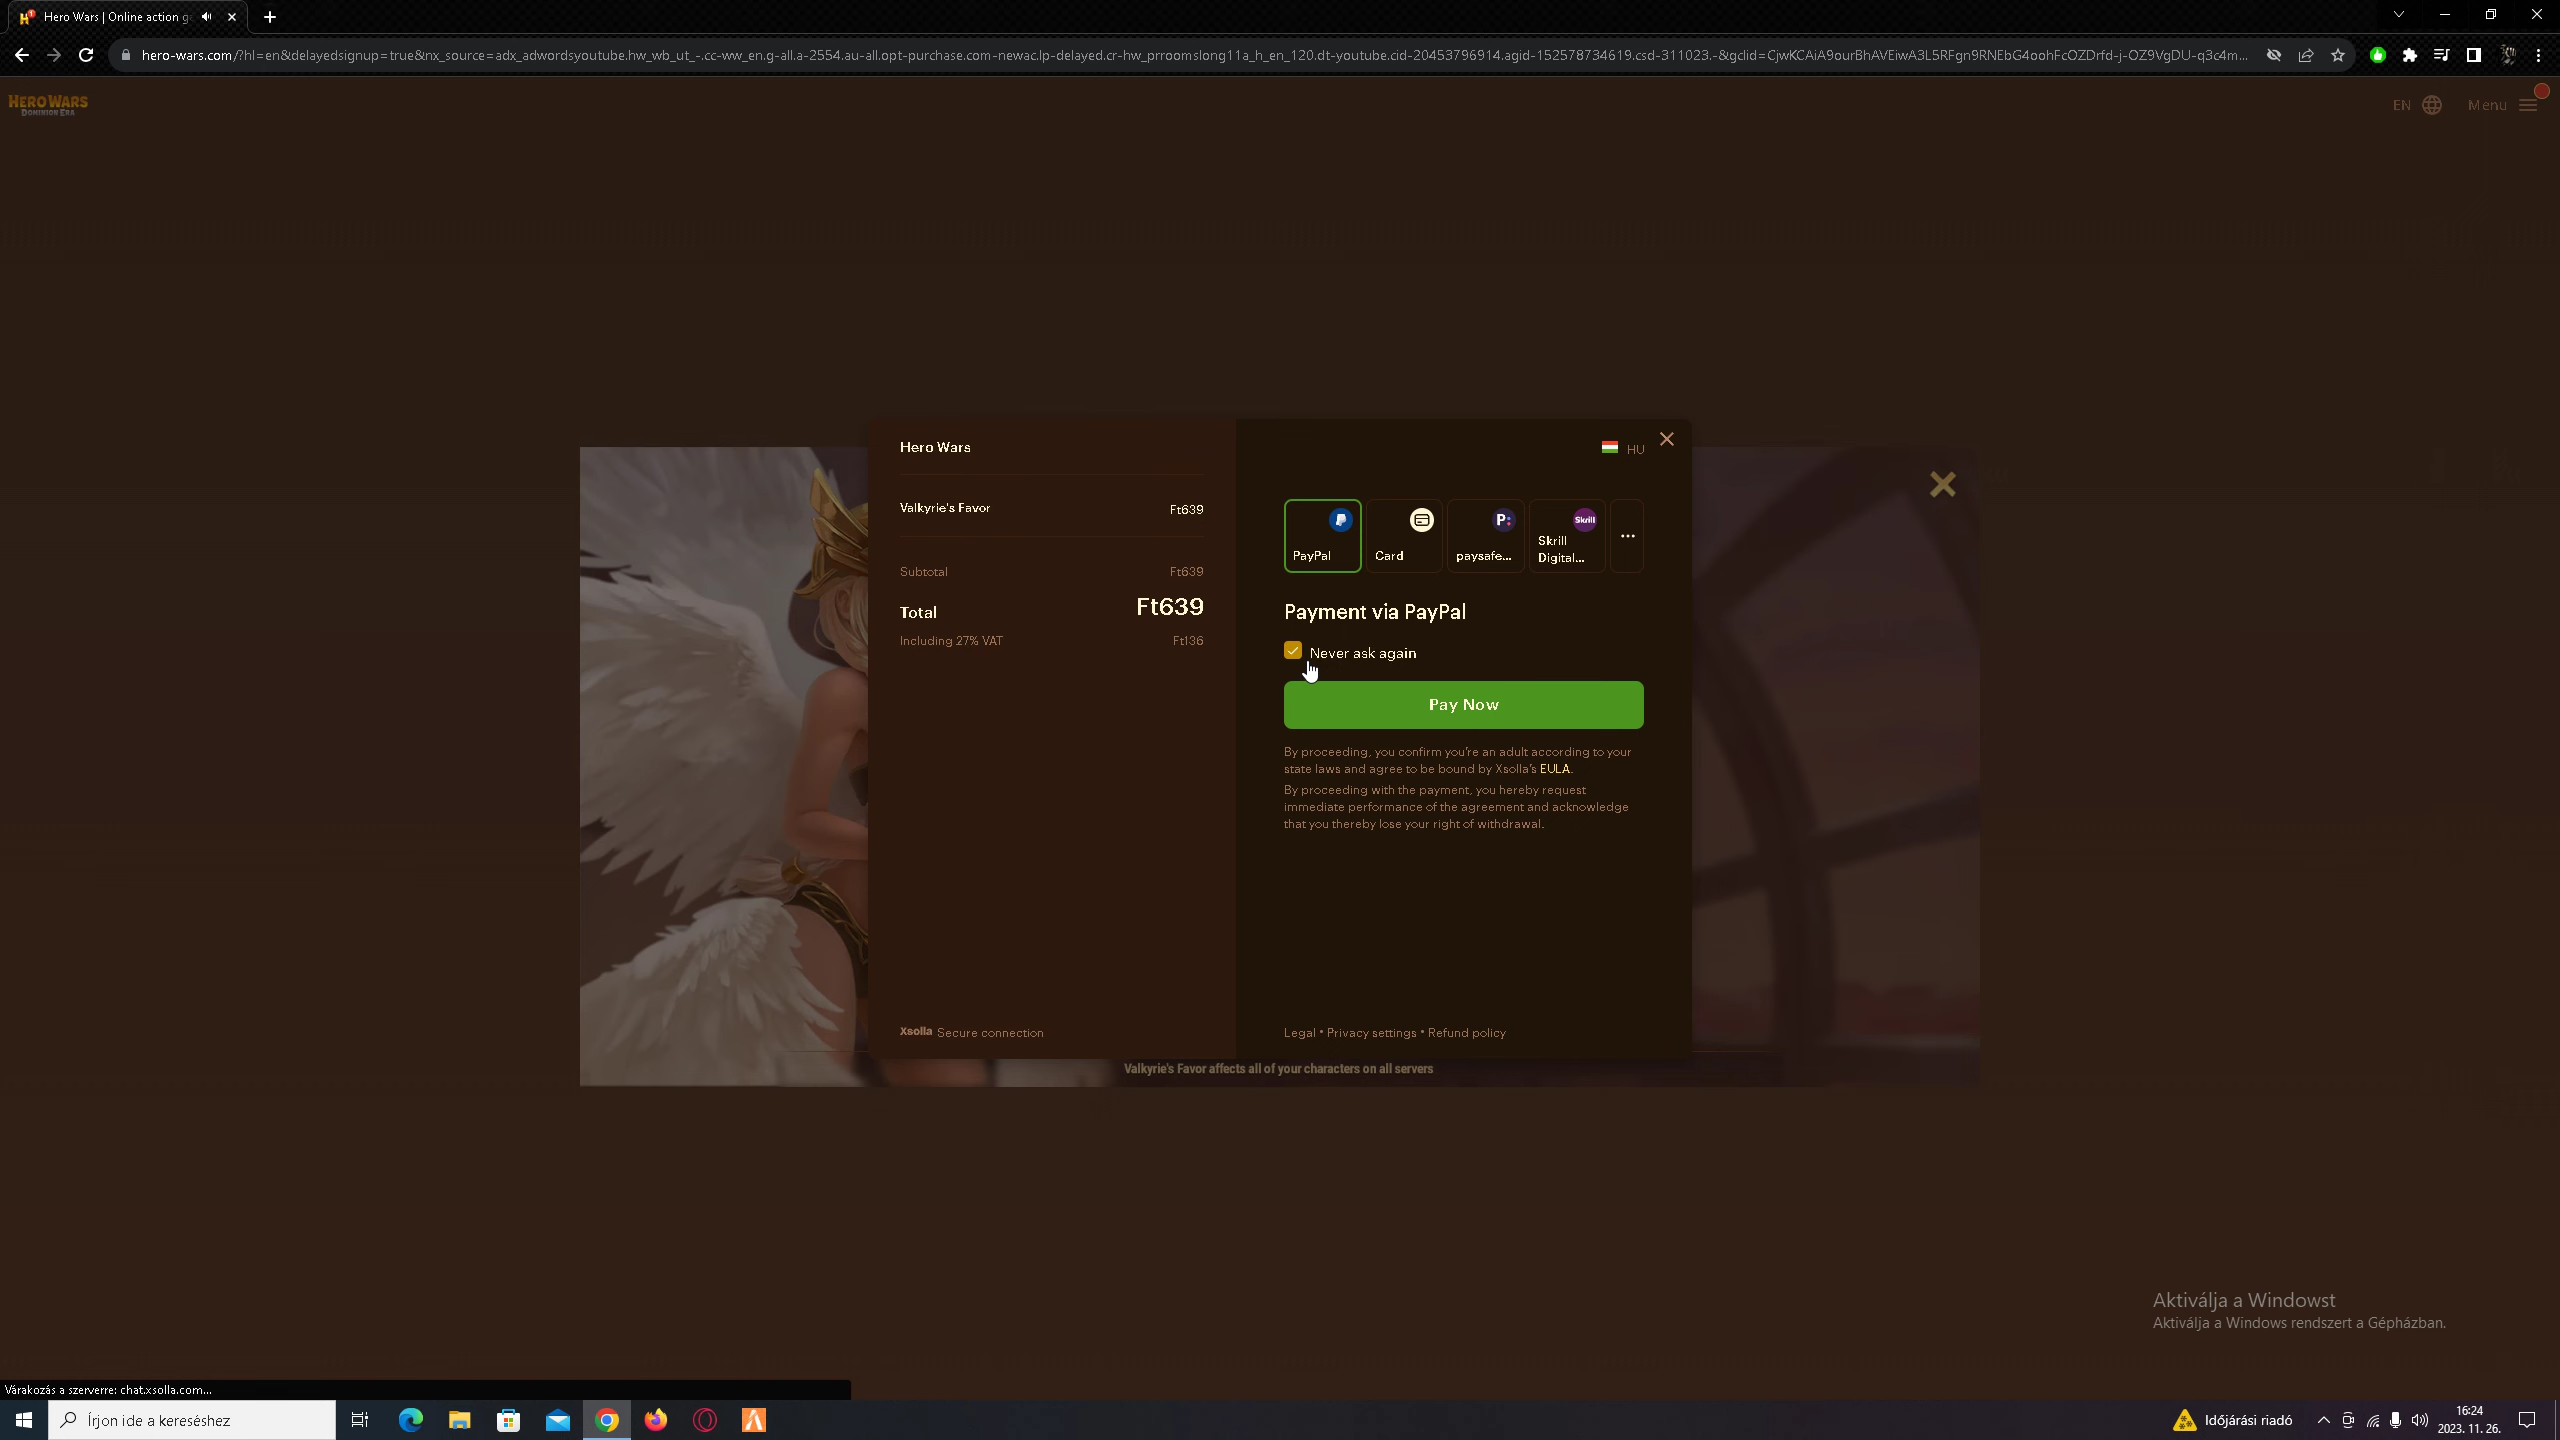 Hero Wars | Online action g
hero-wars.com/?hl=en&delayedsignup=true&nx_source=adx_adwordsyoutube.hw_wb_ut_-.cc-ww_en.g-all.a-2554.au-all.opt-purchase.com-newac.lp-delayed.cr-hw_prroomslong11a_h_en_120.dt-youtube.cid-20453796914.agid-152578734619.csd-311023.-&gclid=CjwKCAiA9ourBhAVEiwA3L5RFgn9RNEbG4oohFcOZDrfd-j-OZ9VgDU-q3c4m...
HERO WARS
DOMINION ERA
EN
Menu
Hero Wars
Valkyrie's Favor Ft639
Subtotal Ft639
Total Ft639
Including 27% VAT Ft136
Xsolla Secure connection
HU
PayPal
Card
P:
paysafe...
Skrill
Skrill
Digital...
Payment via PayPal
Never ask again
Pay Now
By proceeding, you confirm you're an adult according to your
state laws and agree to be bound by Xsolla's EULA.
By proceeding with the payment, you hereby request
immediate performance of the agreement and acknowledge
that you thereby lose your right of withdrawal.
Legal • Privacy settings • Refund policy
Valkyrie's Favor affects all of your characters on all servers
Aktiválja a Windowst
Aktiválja a Windows rendszert a Gépházban.
Várakozás a szerverre: chat.xsolla.com...
Írjon ide a kereséshez
Időjárási riadó
16:24
2023. 11. 26.